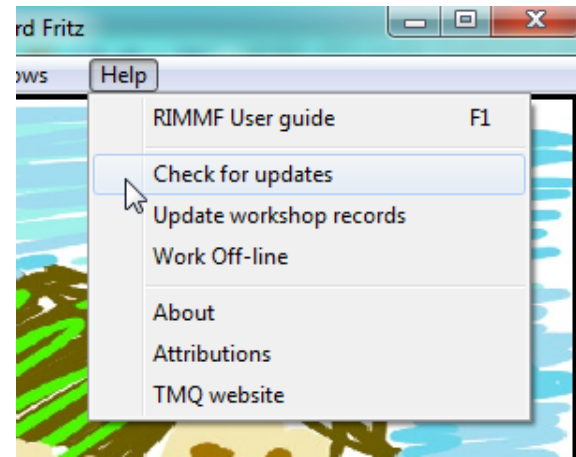 rd Fritz
ows Help
RIMMF User guide F1
Check for updates
Update workshop records
Work Off-line
About
Attributions
TMQ website